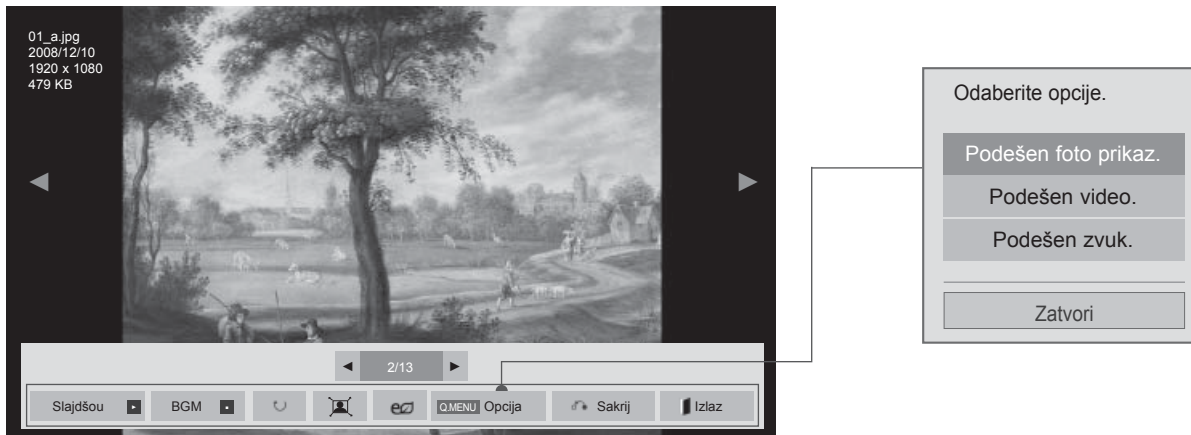 01_a.jpg
2008/12/10
1920 x 1080
479 KB
2/13
Slajdšou BGM Q.MENU Opcija Sakrij Izlaz
Odaberite opcije.
Podešen foto prikaz.
Podešen video.
Podešen zvuk.
Zatvori